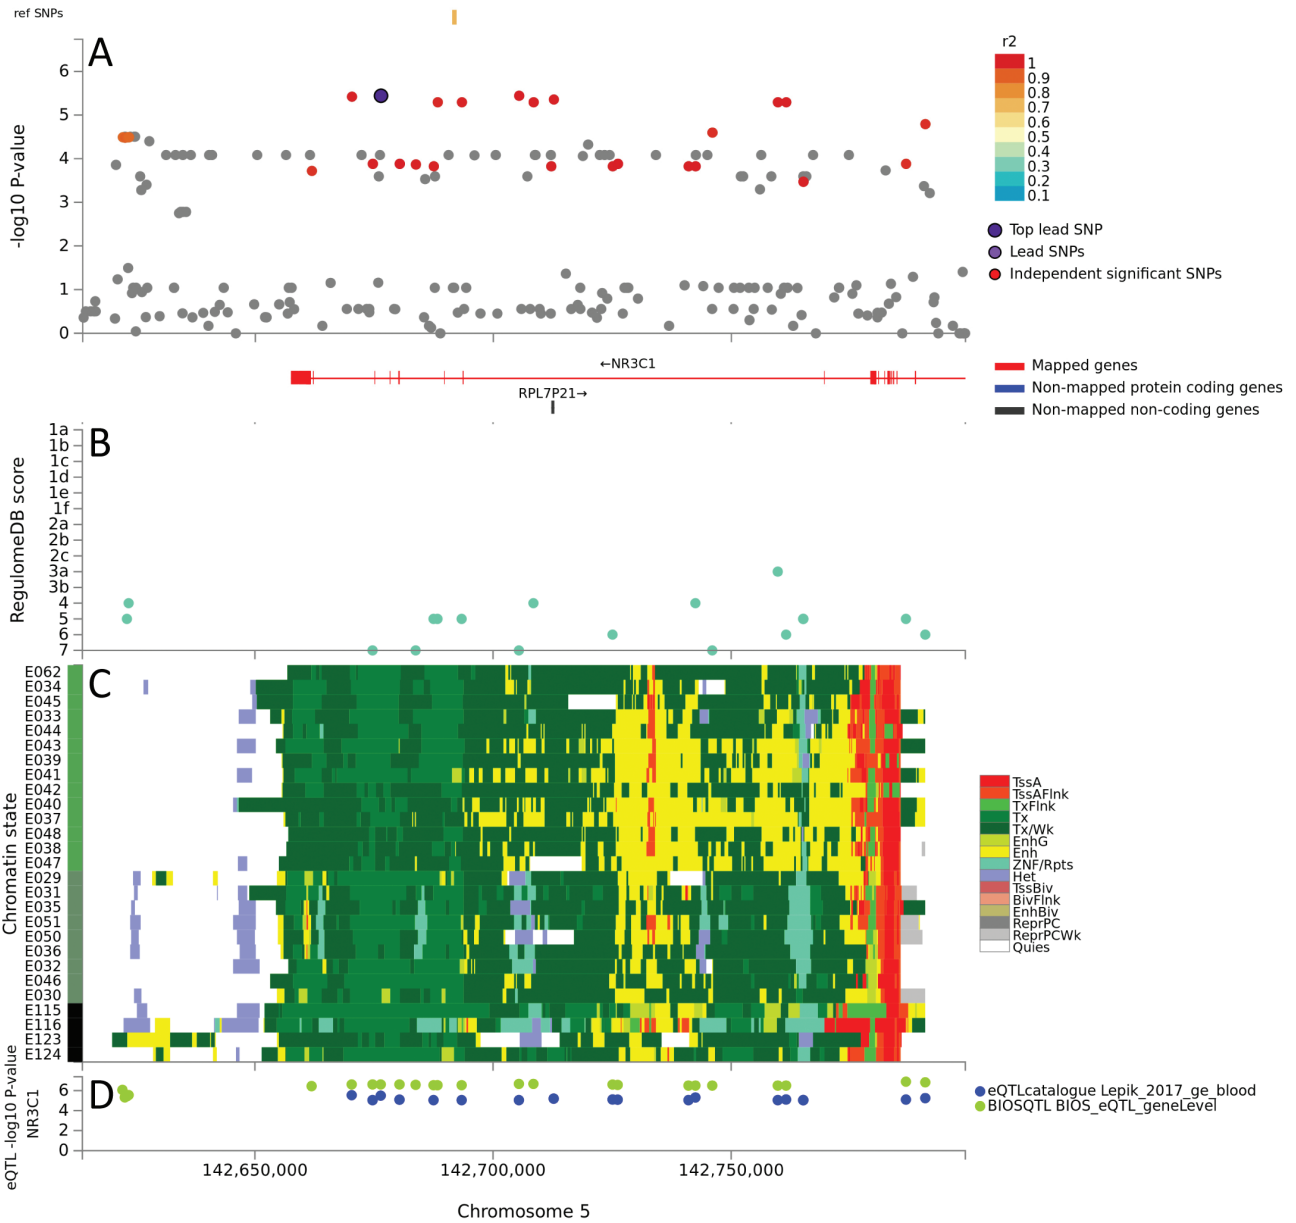 ref SNPs
A
6
5
4
3
2
1
0
-log10 P-value
r2
1
0.9
0.8
0.7
0.6
0.5
0.4
0.3
0.2
0.1
Top lead SNP
Lead SNPs
Independent significant SNPs
←NR3C1
RPL7P21→
Mapped genes
Non-mapped protein coding genes
Non-mapped non-coding genes
B
1a
1b
1c
1d
1e
1f
2a
2b
2c
3a
3b
4
5
6
7
RegulomeDB score
C
E062
E034
E045
E033
E044
E043
E039
E041
E042
E040
E037
E048
E038
E047
E029
E031
E035
E051
E050
E036
E032
E046
E030
E115
E116
E123
E124
Chromatin state
TssA
TssAFlnk
TxFlnk
Tx
Tx/Wk
EnhG
Enh
ZNF/Rpts
Het
TssBiv
BivFlnk
EnhBiv
ReprPC
ReprPCWk
Quies
D
6
4
2
0
eQTL -log10 P-value
NR3C1
eQTLcatalogue Lepik_2017_ge_blood
BIOSQTL BIOS_eQTL_geneLevel
142,650,000
142,700,000
142,750,000
Chromosome 5